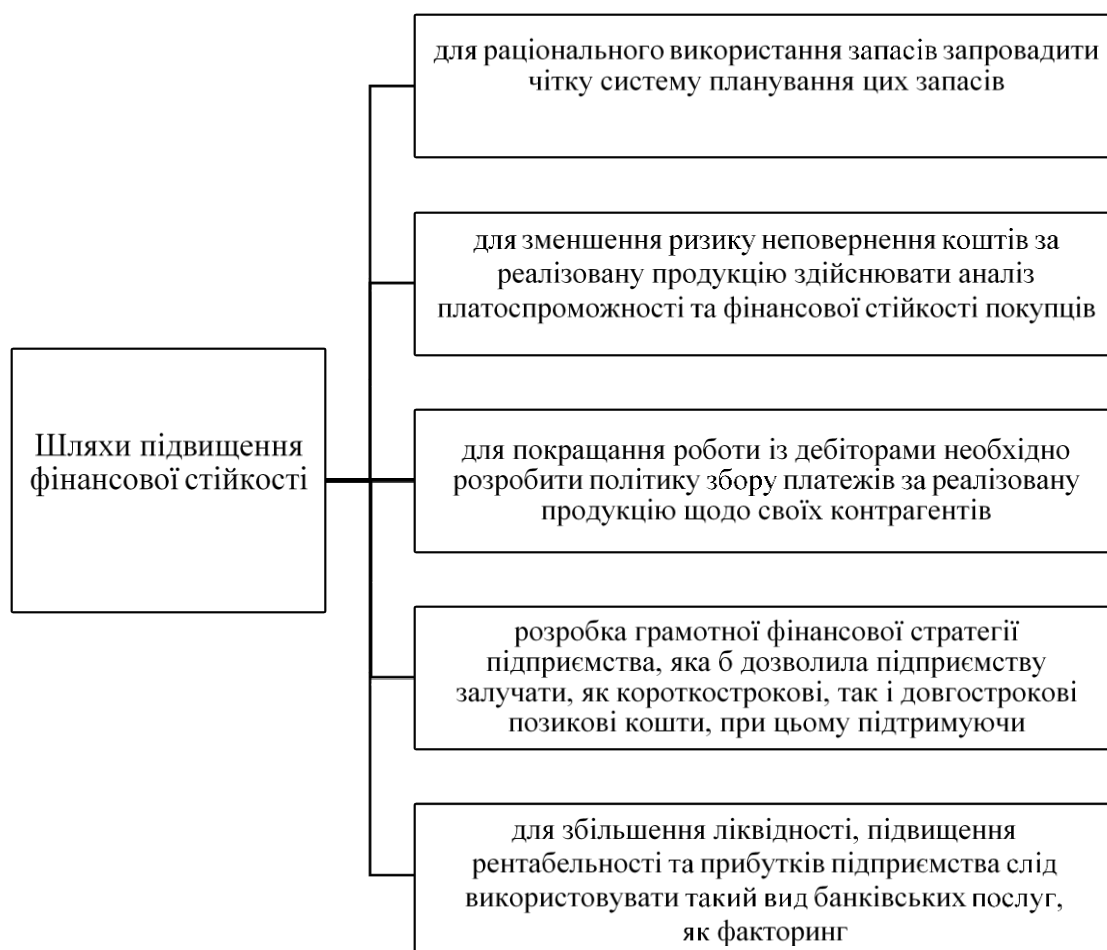 для раціонального використання запасів запровадити
чітку систему планування цих запасів
для зменшення ризику неповернення коштів за
реалізовану продукцію здійснювати аналіз
платоспроможності та фінансової стійкості покупців
Шляхи підвищення
фінансової стійкості
для покращання роботи із дебіторами необхідно
розробити політику збору платежів за реалізовану
продукцію щодо своїх контрагентів
розробка грамотної фінансової стратегії
підприємства, яка б дозволила підприємству
залучати, як короткострокові, так і довгострокові
позикові кошти, при цьому підтримуючи
для збільшення ліквідності, підвищення
рентабельності та прибутків підприємства слід
використовувати такий вид банківських послуг,
як факторинг